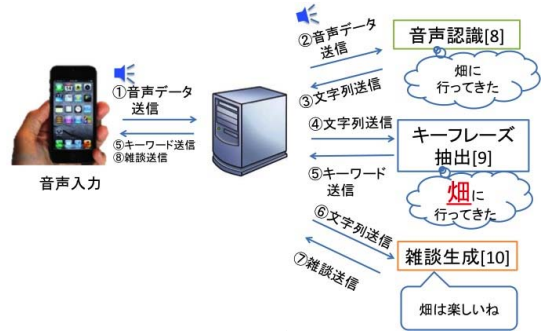 ①音声データ
送信
⑤キーワード送信
⑧雑談送信
音声入力
②音声データ
送信
③文字列送信
音声認識[8]
畑に
行ってきた
④文字列送信
⑤キーワード
送信
キーフレーズ
抽出[9]
畑に
行ってきた
⑥文字列送信
⑦雑談送信
雑談生成[10]
畑は楽しいね